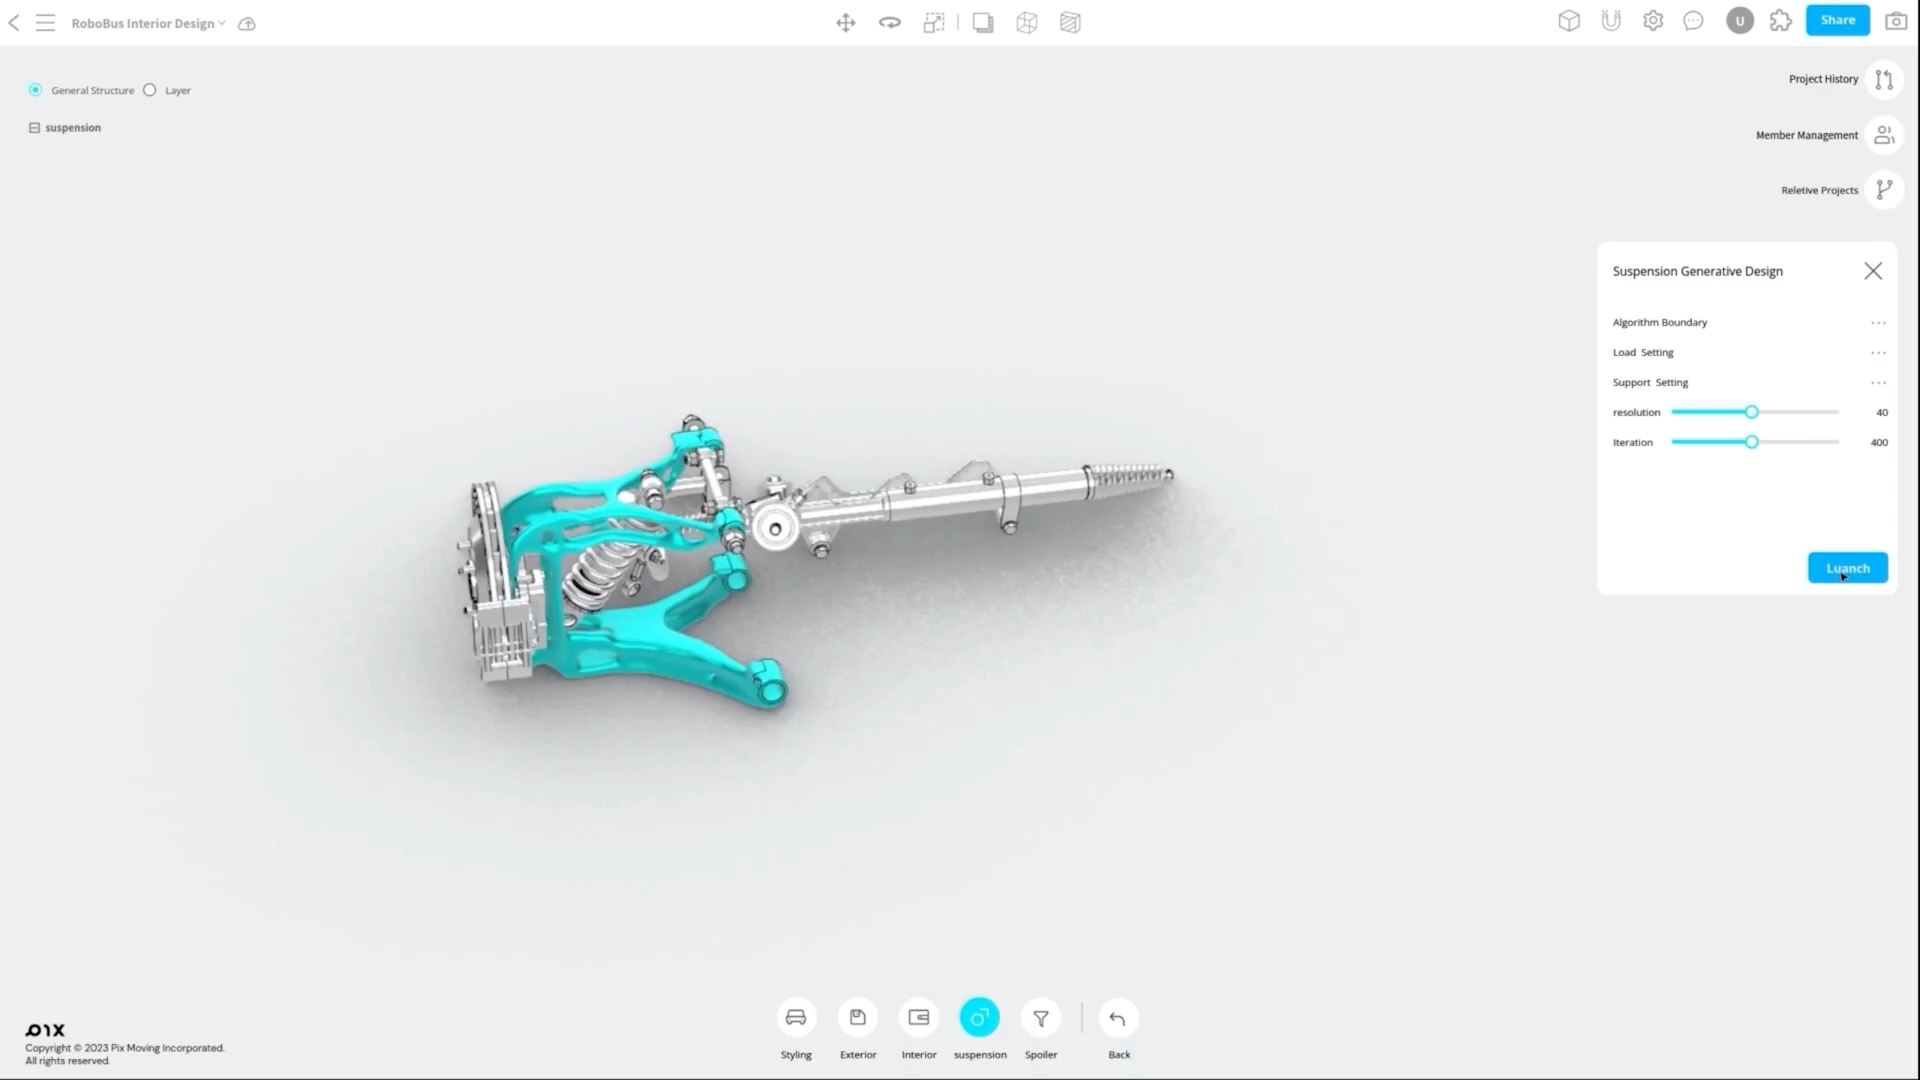 RoboBus Interior Design
U
Share
General Structure
Layer
suspension
Project History
Member Management
Reletive Projects
Suspension Generative Design
Algorithm Boundary
Load Setting
Support Setting
resolution 40
Iteration 400
Luanch
Styling
Exterior
Interior
suspension
Spoiler
Back
PIX
Copyright © 2023 Pix Moving Incorporated.
All rights reserved.